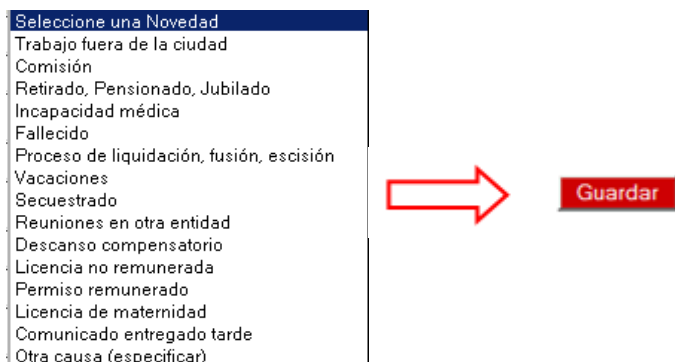 Seleccione una Novedad
Trabajo fuera de la ciudad
Comisión
Retirado, Pensionado, Jubilado
Incapacidad médica
Fallecido
Proceso de liquidación, fusión, escisión
Vacaciones
Secuestrado
Reuniones en otra entidad
Descanso compensatorio
Licencia no remunerada
Permiso remunerado
Licencia de maternidad
Comunicado entregado tarde
Otra causa (especificar)
Guardar